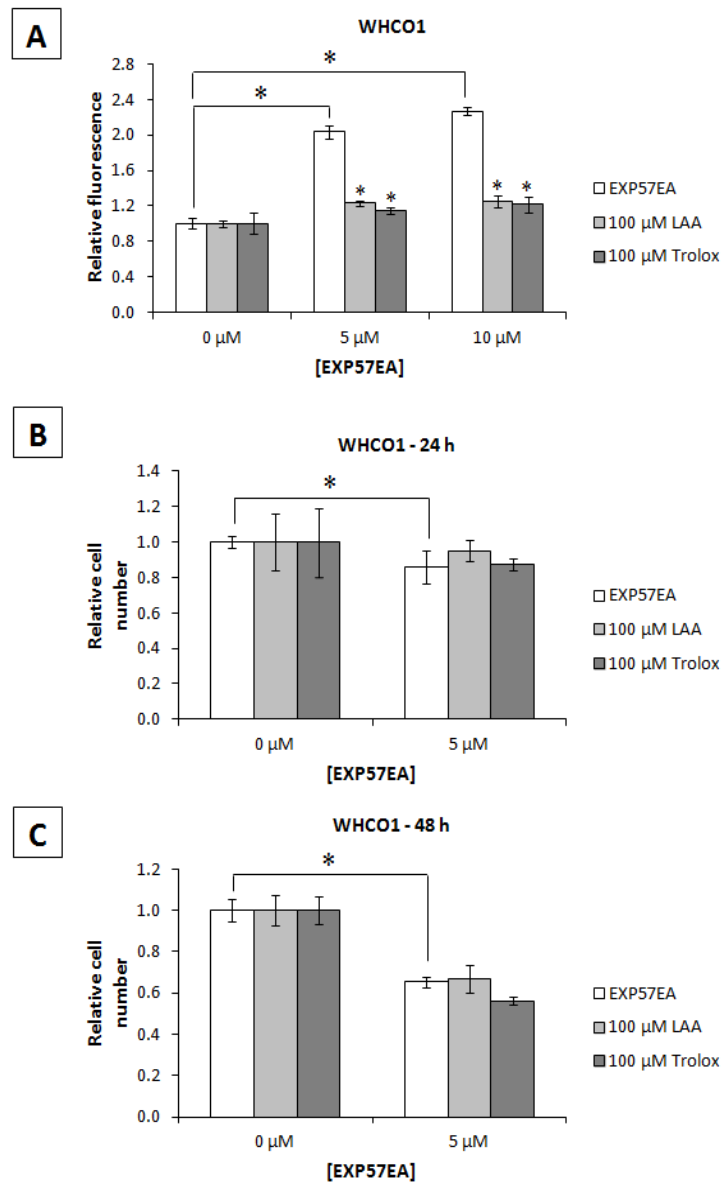 A
WHCO1
*
*
2.8
2.4
2.0
1.6
1.2
0.8
0.4
0.0
Relative fluorescence
* *
* *
0 µM
5 µM
10 µM
[EXP57EA]
EXP57EA
100 µM LAA
100 µM Trolox
B
WHCO1 - 24 h
*
1.4
1.2
1.0
0.8
0.6
0.4
0.2
0.0
Relative cell
number
0 µM
5 µM
[EXP57EA]
EXP57EA
100 µM LAA
100 µM Trolox
C
WHCO1 - 48 h
*
1.2
1.0
0.8
0.6
0.4
0.2
0.0
Relative cell
number
0 µM
5 µM
[EXP57EA]
EXP57EA
100 µM LAA
100 µM Trolox